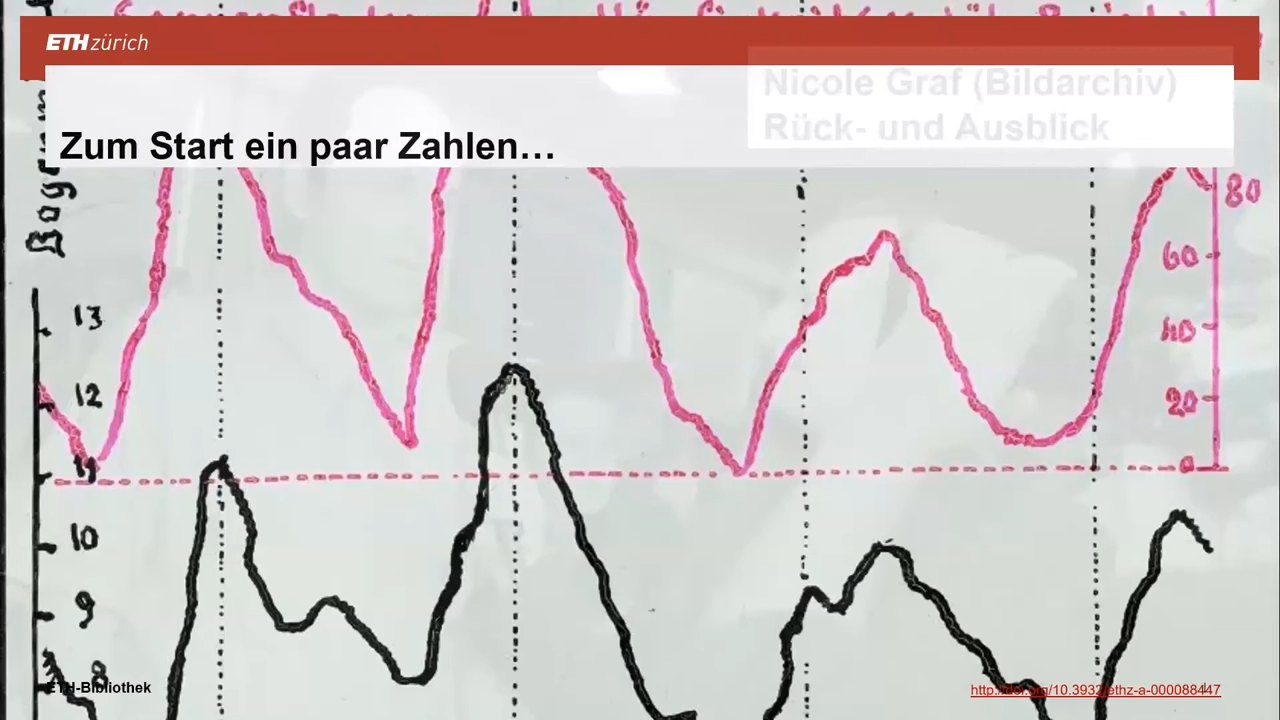 ETH zürich
Nicole Graf (Bildarchiv)
Rück- und Ausblick
Zum Start ein paar Zahlen…
80
60
40
20
0
13
12
11
10
9
8
ETH-Bibliothek